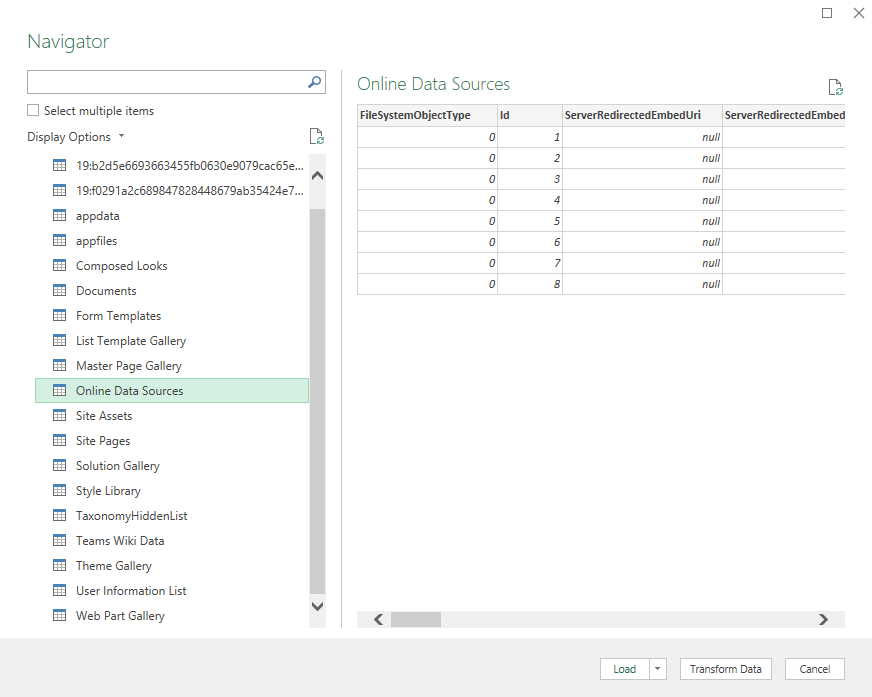 Navigator
Select multiple items
Display Options
19:b2d5e6693663455fb0630e9079cac65e...
19:f0291a2c689847828448679ab35424e7...
appdata
appfiles
Composed Looks
Documents
Form Templates
List Template Gallery
Master Page Gallery
Online Data Sources
Site Assets
Site Pages
Solution Gallery
Style Library
TaxonomyHiddenList
Teams Wiki Data
Theme Gallery
User Information List
Web Part Gallery
Online Data Sources
FileSystemObjectType Id ServerRedirectedEmbedUri ServerRedirectedEmbed
0 1 null
0 2 null
0 3 null
0 4 null
0 5 null
0 6 null
0 7 null
0 8 null
Load Transform Data Cancel